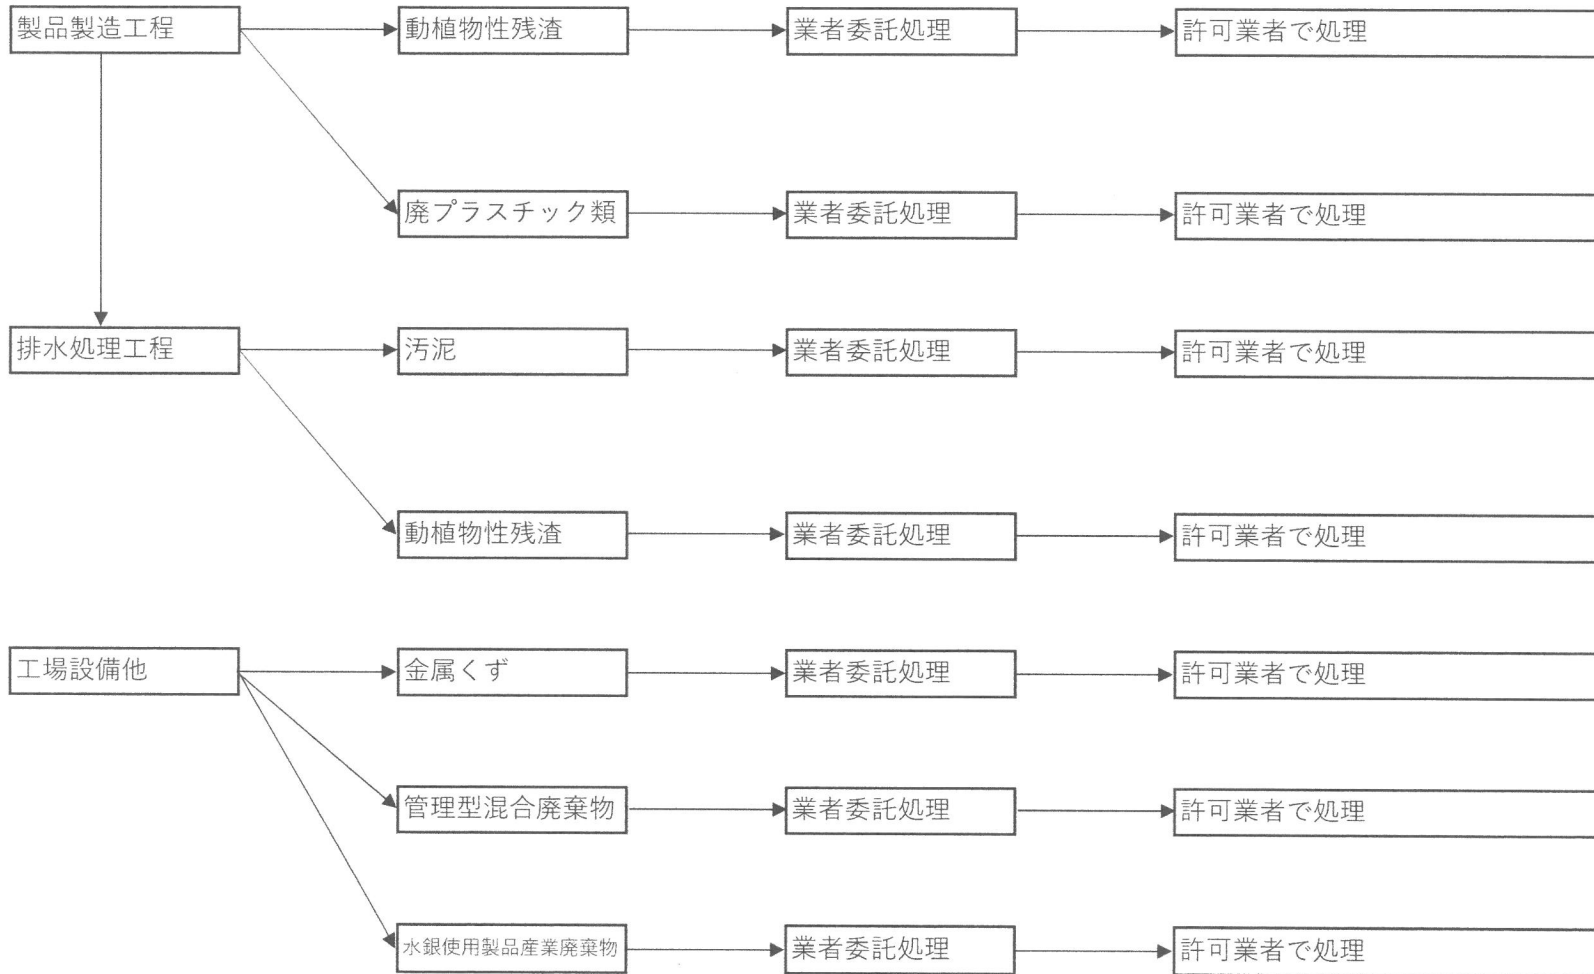 製品製造工程
動植物性残渣
業者委託処理
許可業者で処理
廃プラスチック類
業者委託処理
許可業者で処理
排水処理工程
汚泥
業者委託処理
許可業者で処理
動植物性残渣
業者委託処理
許可業者で処理
工場設備他
金属くず
業者委託処理
許可業者で処理
管理型混合廃棄物
業者委託処理
許可業者で処理
水銀使用製品産業廃棄物
業者委託処理
許可業者で処理